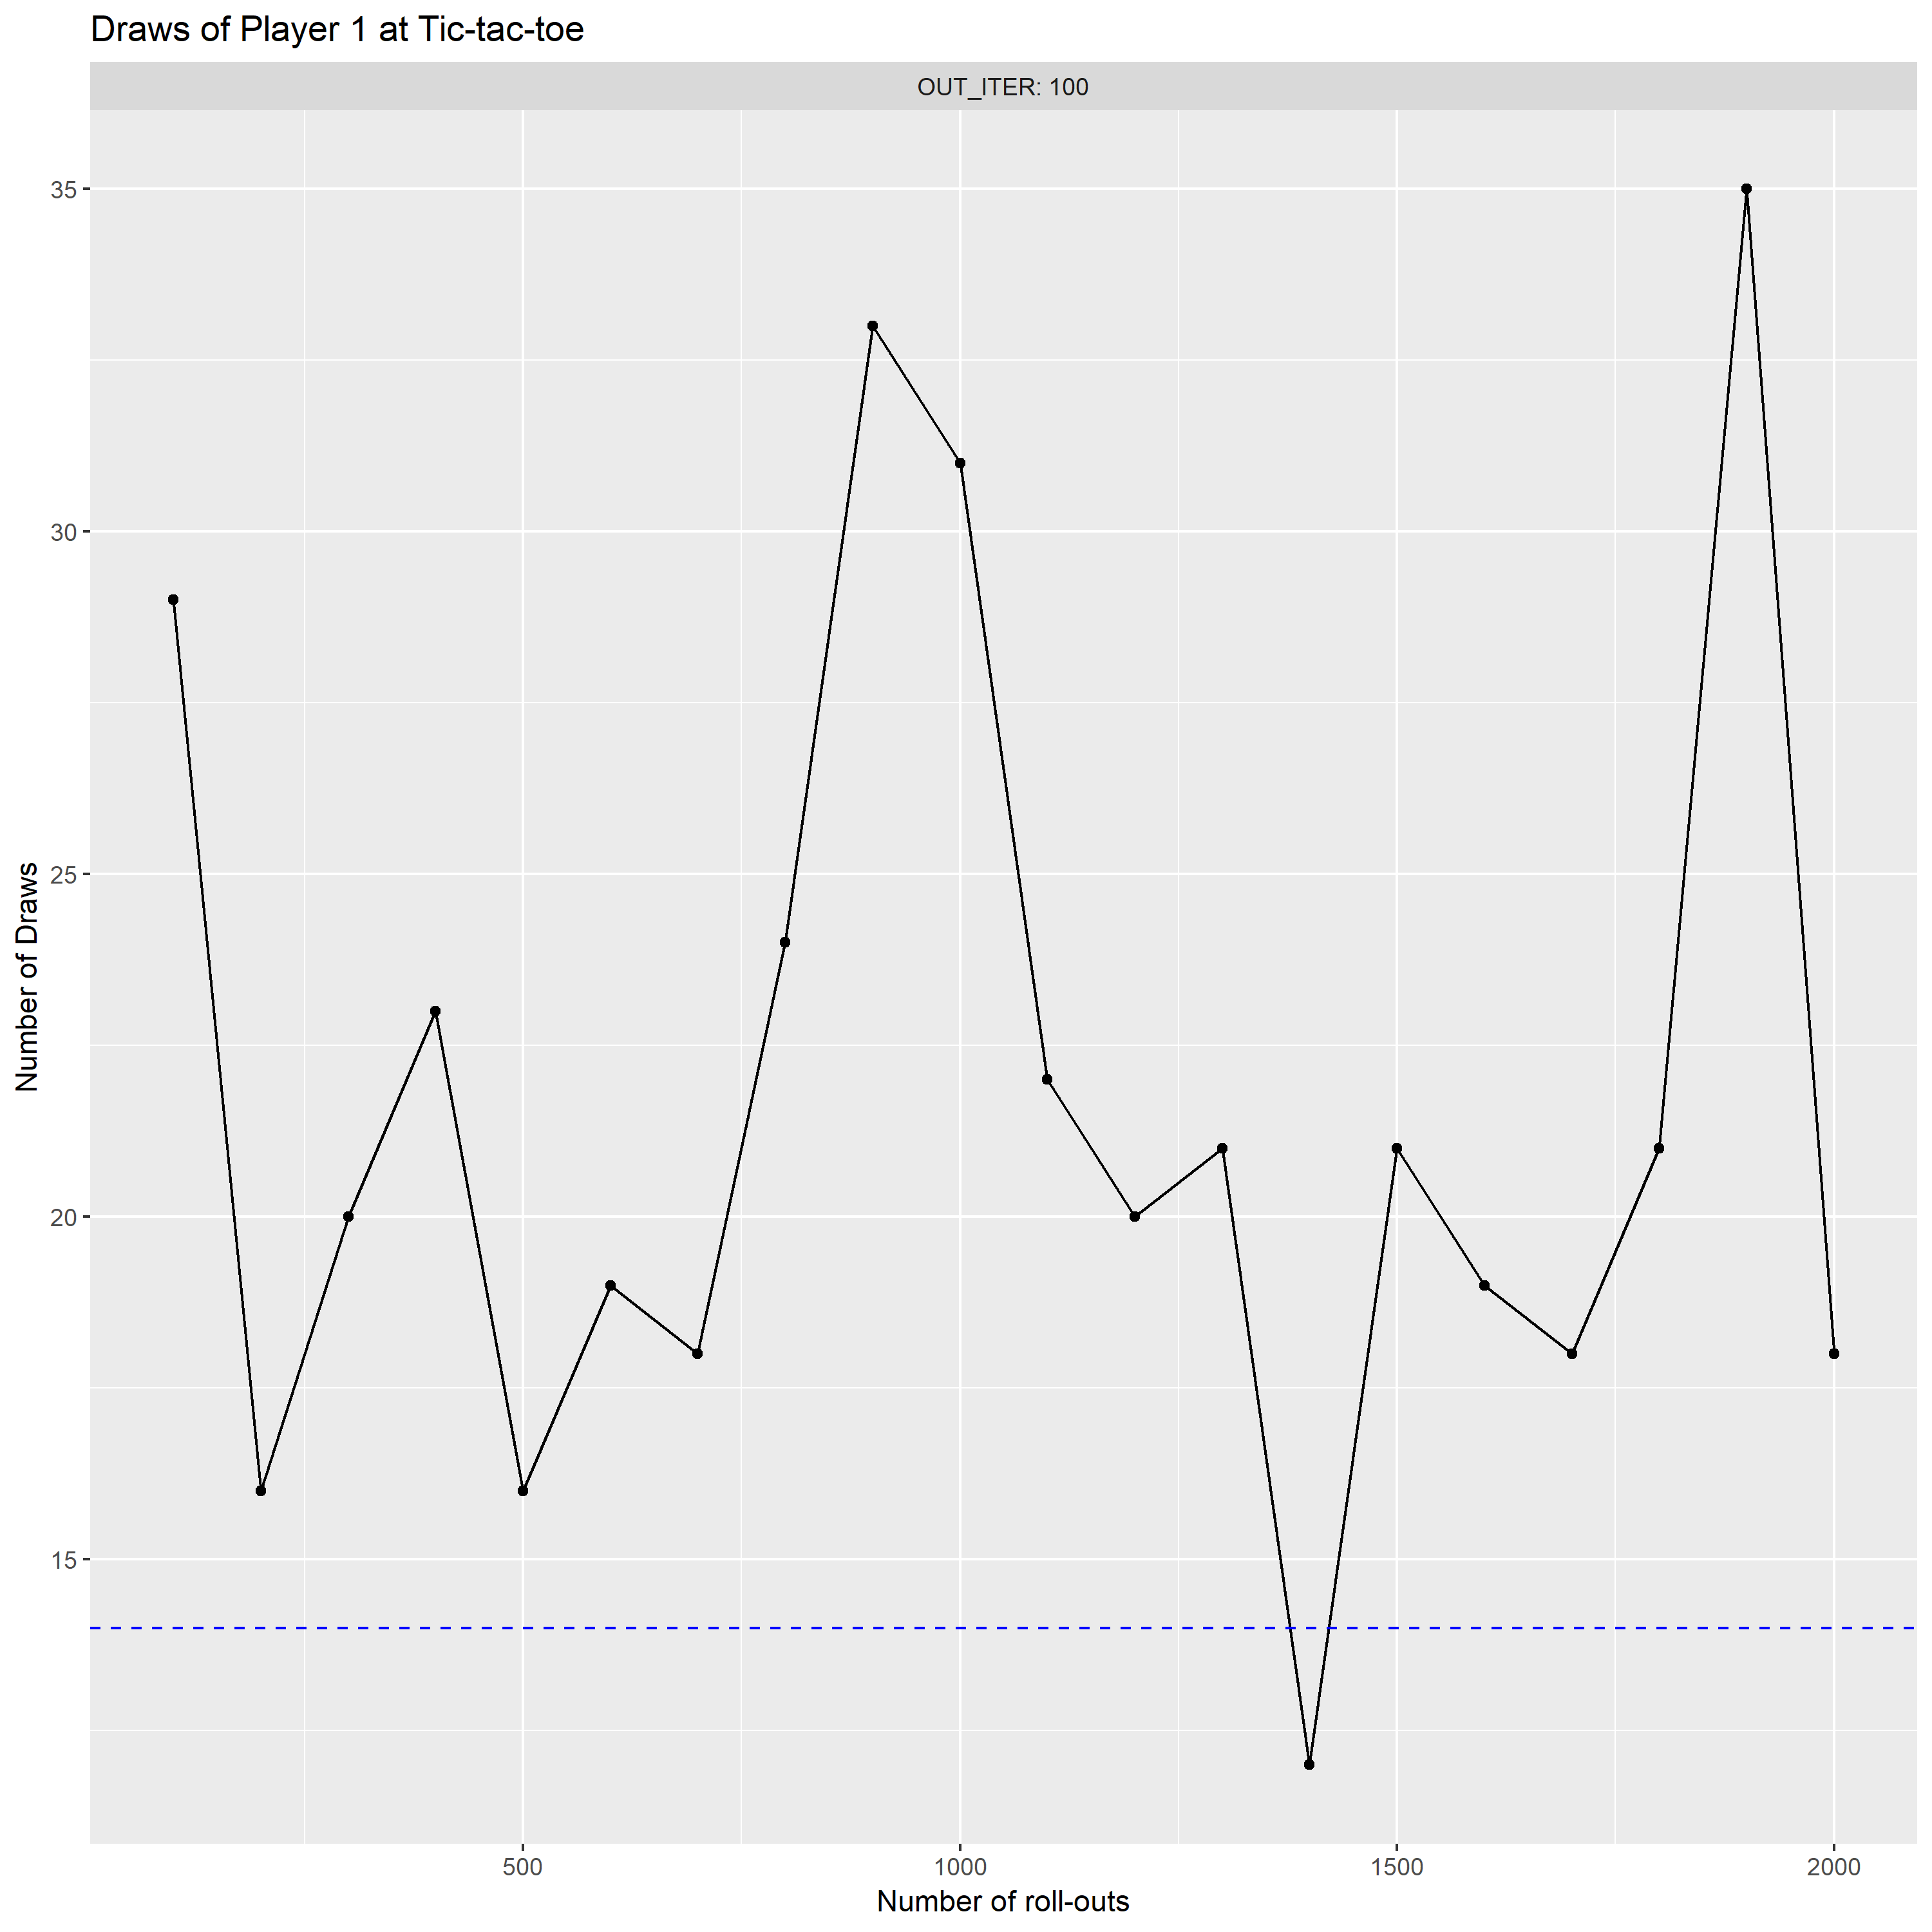 Draws of Player 1 at Tic-tac-toe
OUT_ITER: 100
35
30
25
20
15
Number of Draws
500 1000 1500 2000
Number of roll-outs